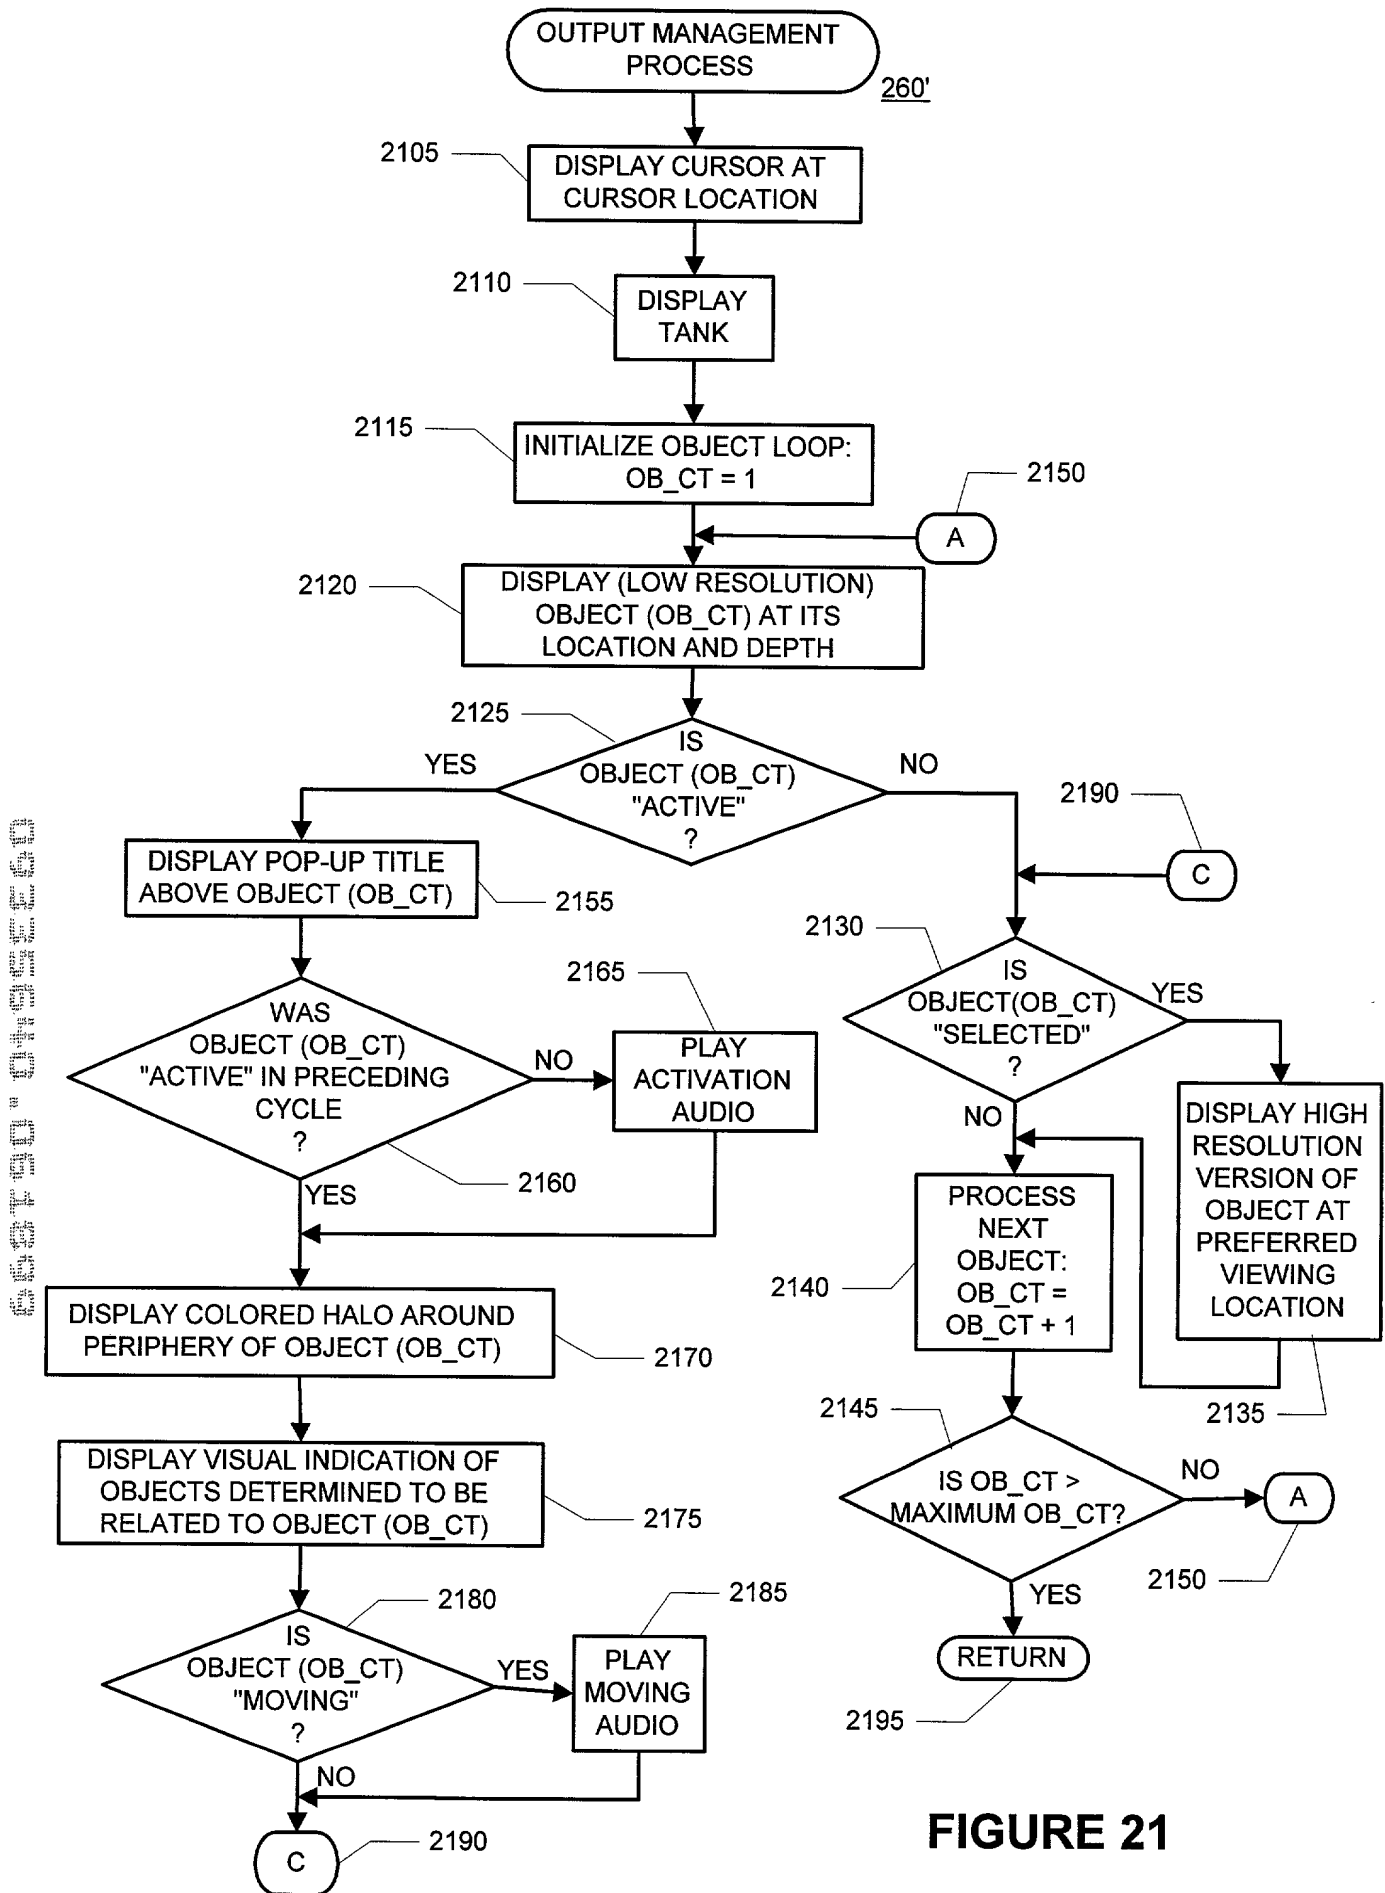 OUTPUT MANAGEMENT
PROCESS
260'
2105
DISPLAY CURSOR AT
CURSOR LOCATION
2110
DISPLAY
TANK
2115
INITIALIZE OBJECT LOOP:
OB_CT = 1
2150
A
2120
DISPLAY (LOW RESOLUTION)
OBJECT (OB_CT) AT ITS
LOCATION AND DEPTH
2125
IS
OBJECT (OB_CT)
"ACTIVE"
?
YES
NO
2190
C
DISPLAY POP-UP TITLE
ABOVE OBJECT (OB_CT)
2155
WAS
OBJECT (OB_CT)
"ACTIVE" IN PRECEDING
CYCLE
?
NO
2165
PLAY
ACTIVATION
AUDIO
2160
YES
DISPLAY COLORED HALO AROUND
PERIPHERY OF OBJECT (OB_CT)
2170
DISPLAY VISUAL INDICATION OF
OBJECTS DETERMINED TO BE
RELATED TO OBJECT (OB_CT)
2175
2180
IS
OBJECT (OB_CT)
"MOVING"
?
YES
2185
PLAY
MOVING
AUDIO
NO
C
2190
2130
IS
OBJECT(OB_CT)
"SELECTED"
?
YES
NO
DISPLAY HIGH
RESOLUTION
VERSION OF
OBJECT AT
PREFERRED
VIEWING
LOCATION
2135
PROCESS
NEXT
OBJECT:
OB_CT =
OB_CT + 1
2140
2145
IS OB_CT >
MAXIMUM OB_CT?
NO
A
2150
YES
RETURN
2195
FIGURE 21